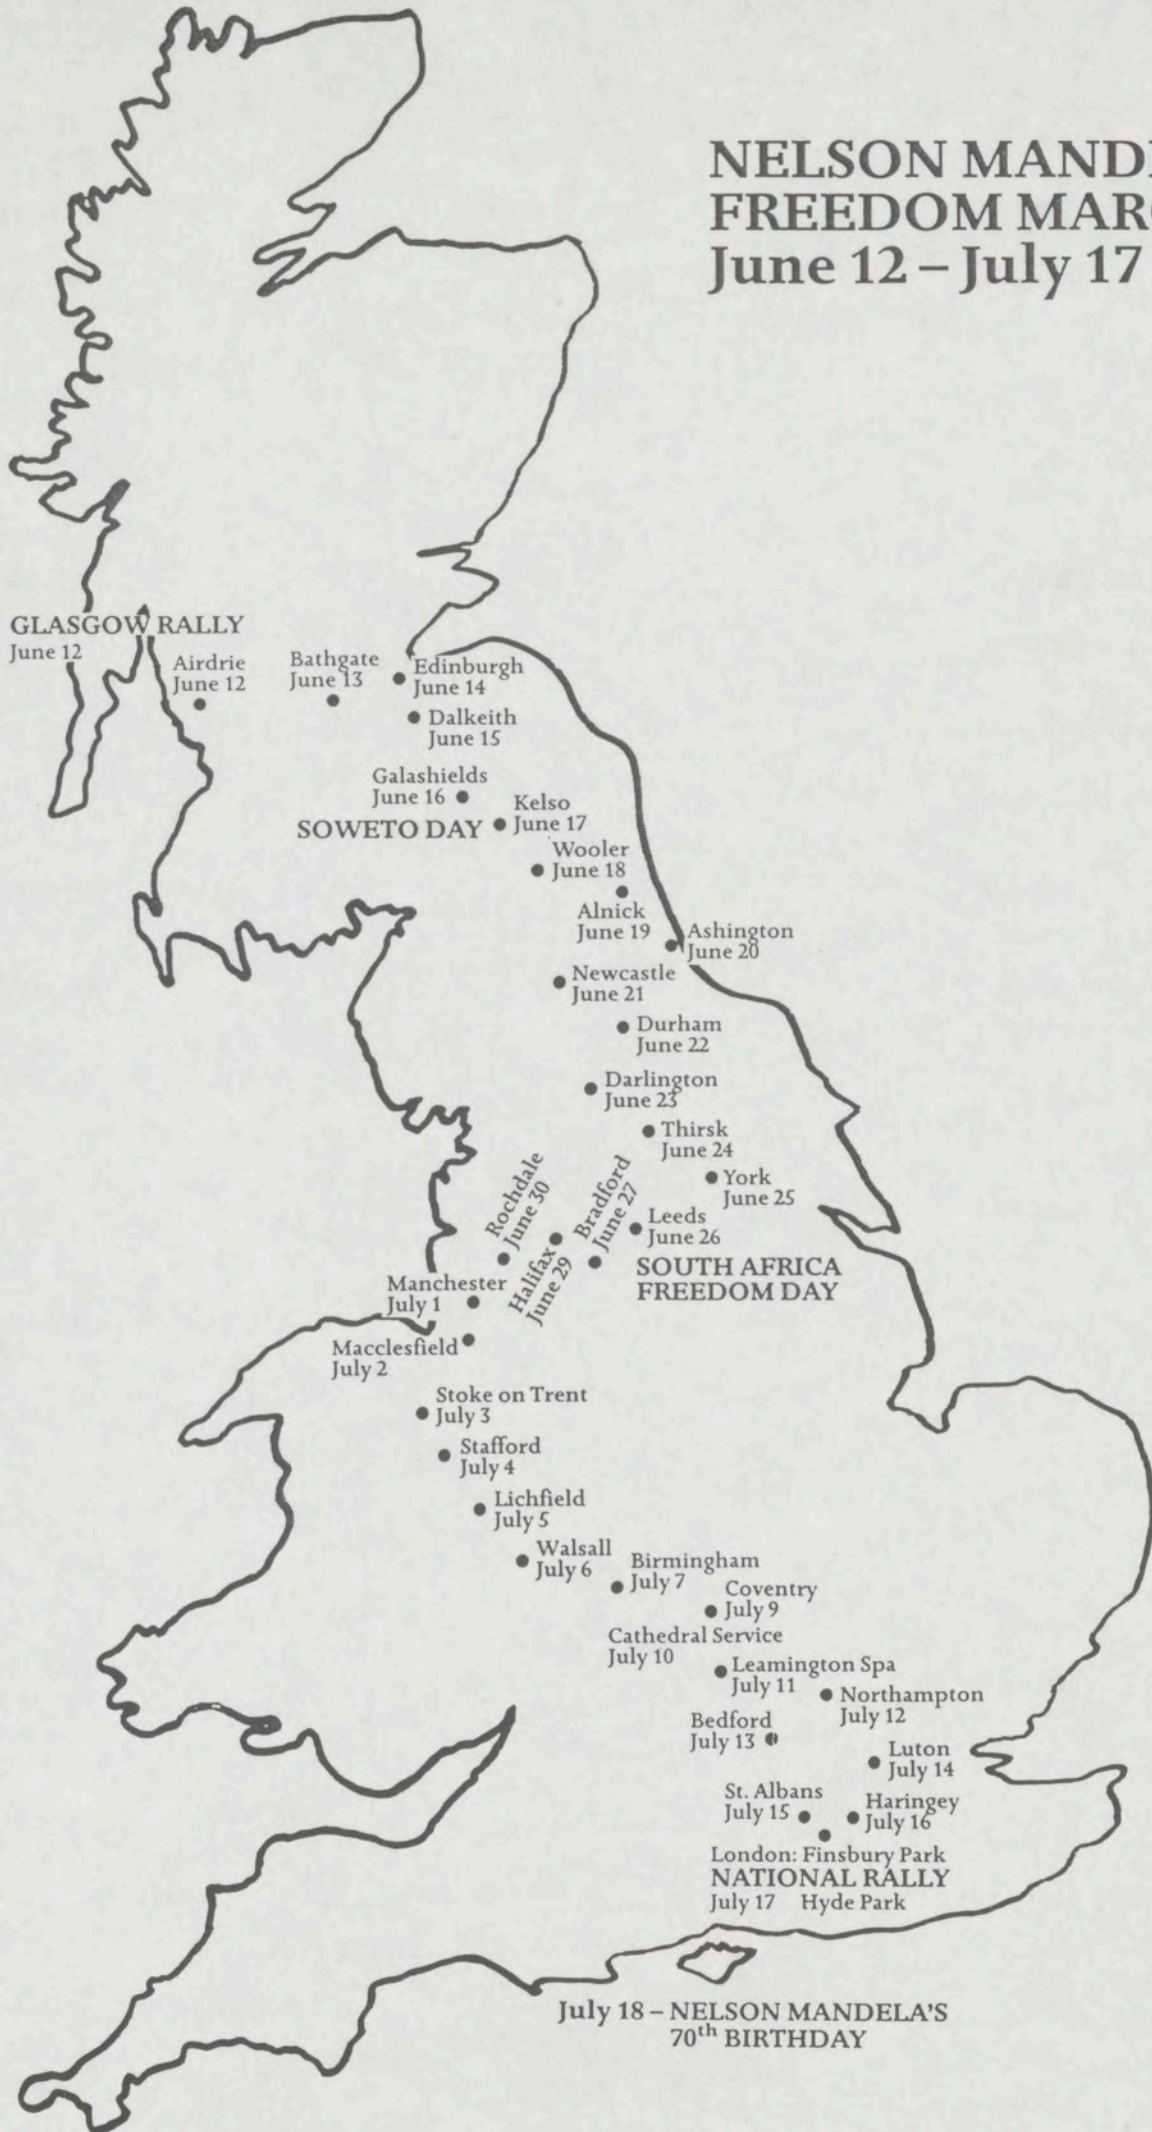 NELSON MAND
FREEDOM MAR
June 12 – July 17
GLASGOW RALLY
June 12
Airdrie
June 12
Bathgate
June 13
Edinburgh
June 14
Dalkeith
June 15
Galashields
June 16
SOWETO DAY
Kelso
June 17
Wooler
June 18
Alnick
June 19
Ashington
June 20
Newcastle
June 21
Durham
June 22
Darlington
June 23
Thirsk
June 24
York
June 25
Leeds
June 26
SOUTH AFRICA
FREEDOM DAY
Bradford
June 27
Halifax
June 29
Rochdale
June 30
Manchester
July 1
Macclesfield
July 2
Stoke on Trent
July 3
Stafford
July 4
Lichfield
July 5
Walsall
July 6
Birmingham
July 7
Coventry
July 9
Cathedral Service
July 10
Leamington Spa
July 11
Northampton
July 12
Bedford
July 13
Luton
July 14
St. Albans
July 15
Haringey
July 16
London: Finsbury Park
NATIONAL RALLY
July 17 Hyde Park
July 18 – NELSON MANDELA'S
70th BIRTHDAY